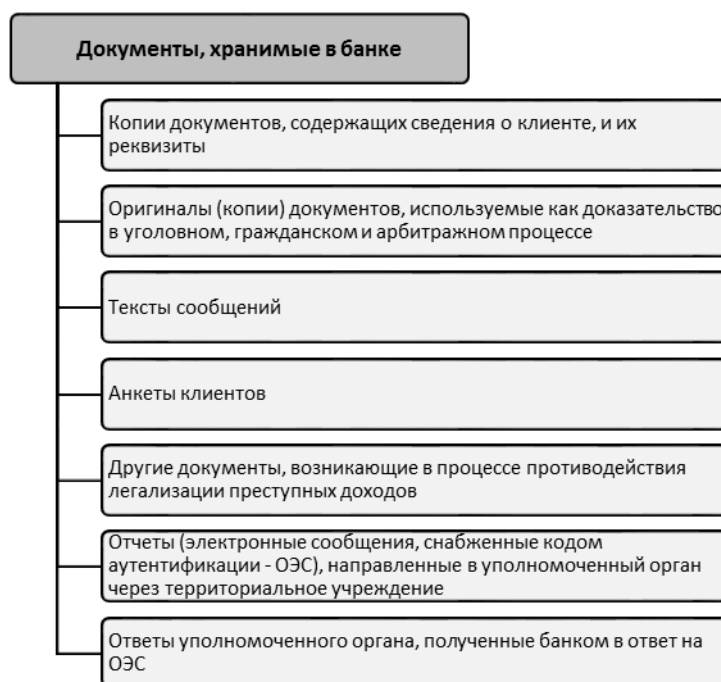 Документы, хранимые в банке
Копии документов, содержащих сведения о клиенте, и их
реквизиты
Оригиналы (копии) документов, используемые как доказательство
в уголовном, гражданском и арбитражном процессе
Тексты сообщений
Анкеты клиентов
Другие документы, возникающие в процессе противодействия
легализации преступных доходов
Отчеты (электронные сообщения, снабженные кодом
аутентификации - ОЭС), направленные в уполномоченный орган
через территориальное учреждение
Ответы уполномоченного органа, полученные банком в ответ на
ОЭС